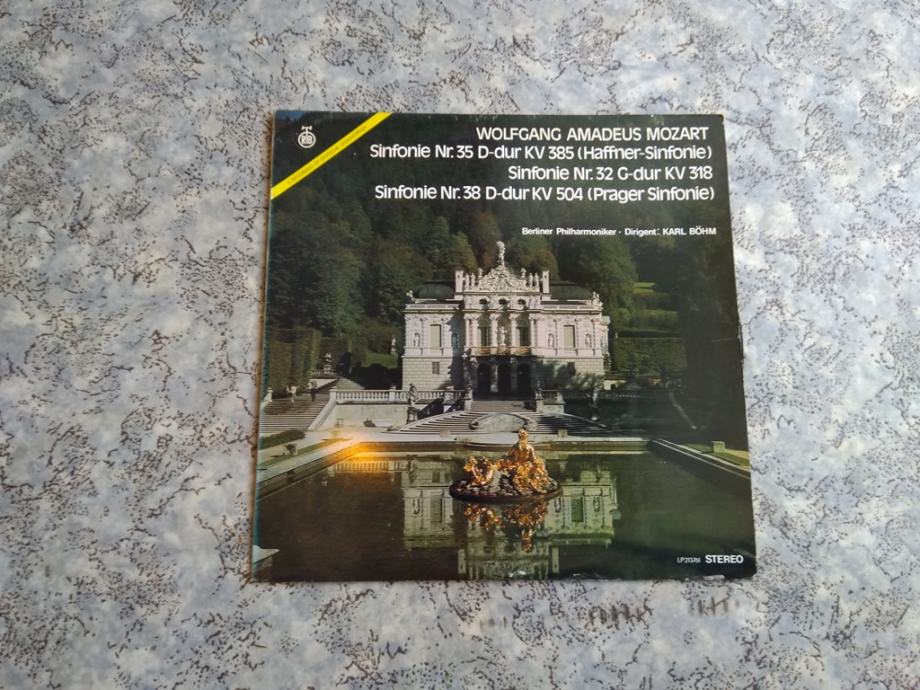 RTB
WOLFGANG AMADEUS MOZART
Sinfonie Nr. 35 D-dur KV 385 (Haffner-Sinfonie)
Sinfonie Nr. 32 G-dur KV 318
Sinfonie Nr. 38 D-dur KV 504 (Prager Sinfonie)
Berliner Philharmoniker · Dirigent: KARL BÖHM
STEREO